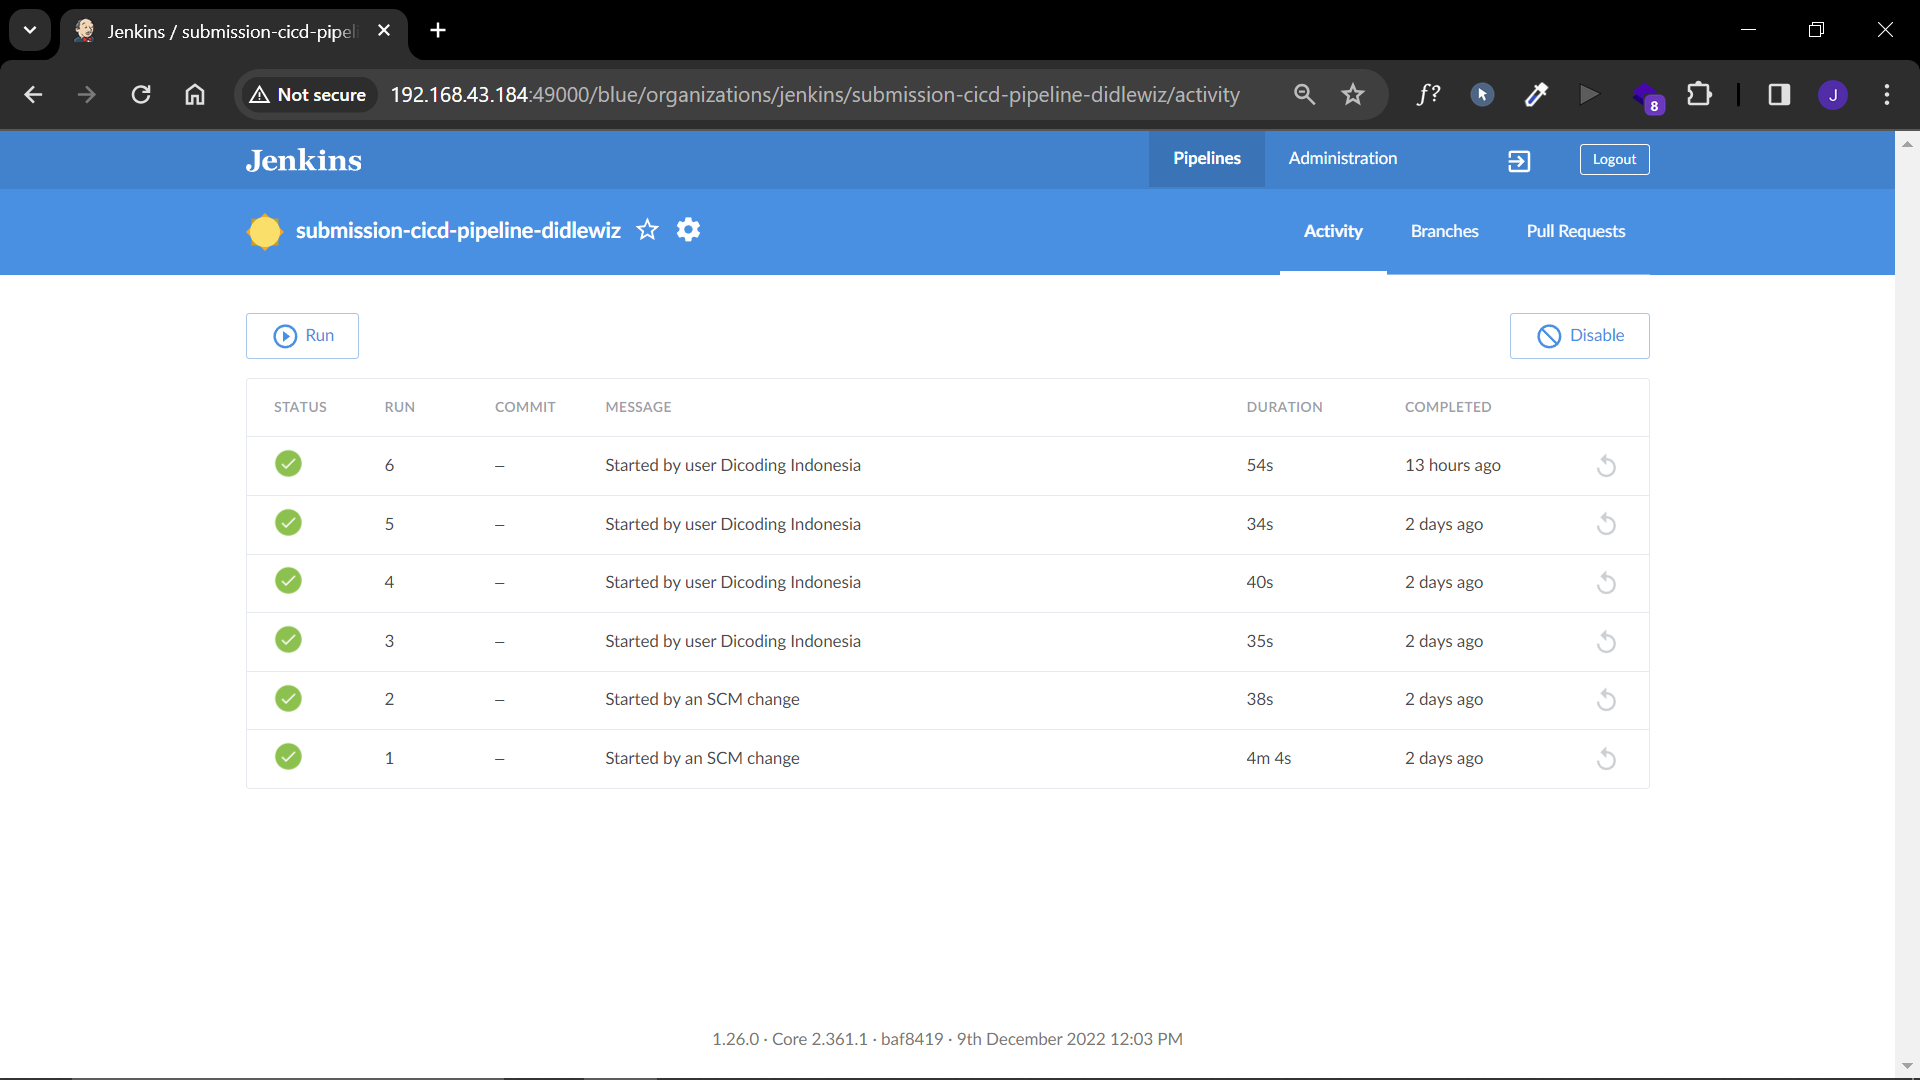 Jenkins / submission-cicd-pipeli
Not secure 192.168.43.184:49000/blue/organizations/jenkins/submission-cicd-pipeline-didlewiz/activity f? 8 J
Jenkins Pipelines Administration Logout
submission-cicd-pipeline-didlewiz Activity Branches Pull Requests
Run Disable
STATUS RUN COMMIT MESSAGE DURATION COMPLETED
6 – Started by user Dicoding Indonesia 54s 13 hours ago
5 – Started by user Dicoding Indonesia 34s 2 days ago
4 – Started by user Dicoding Indonesia 40s 2 days ago
3 – Started by user Dicoding Indonesia 35s 2 days ago
2 – Started by an SCM change 38s 2 days ago
1 – Started by an SCM change 4m 4s 2 days ago
1.26.0 · Core 2.361.1 · baf8419 · 9th December 2022 12:03 PM